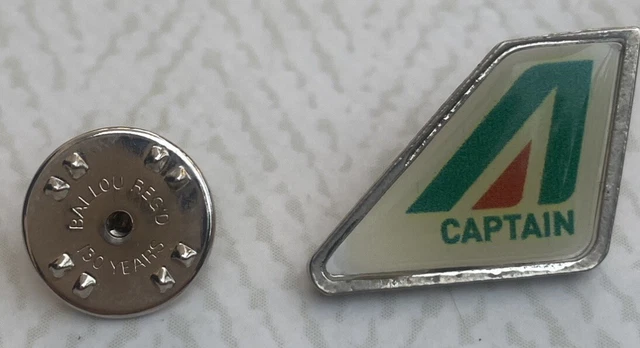 BALLOU REG'D
130 YEARS
CAPTAIN